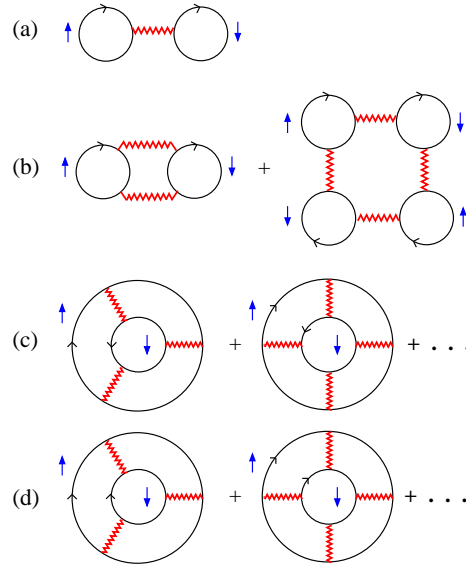 (a)
(b) +
(c) + + . . .
(d) + + . . .